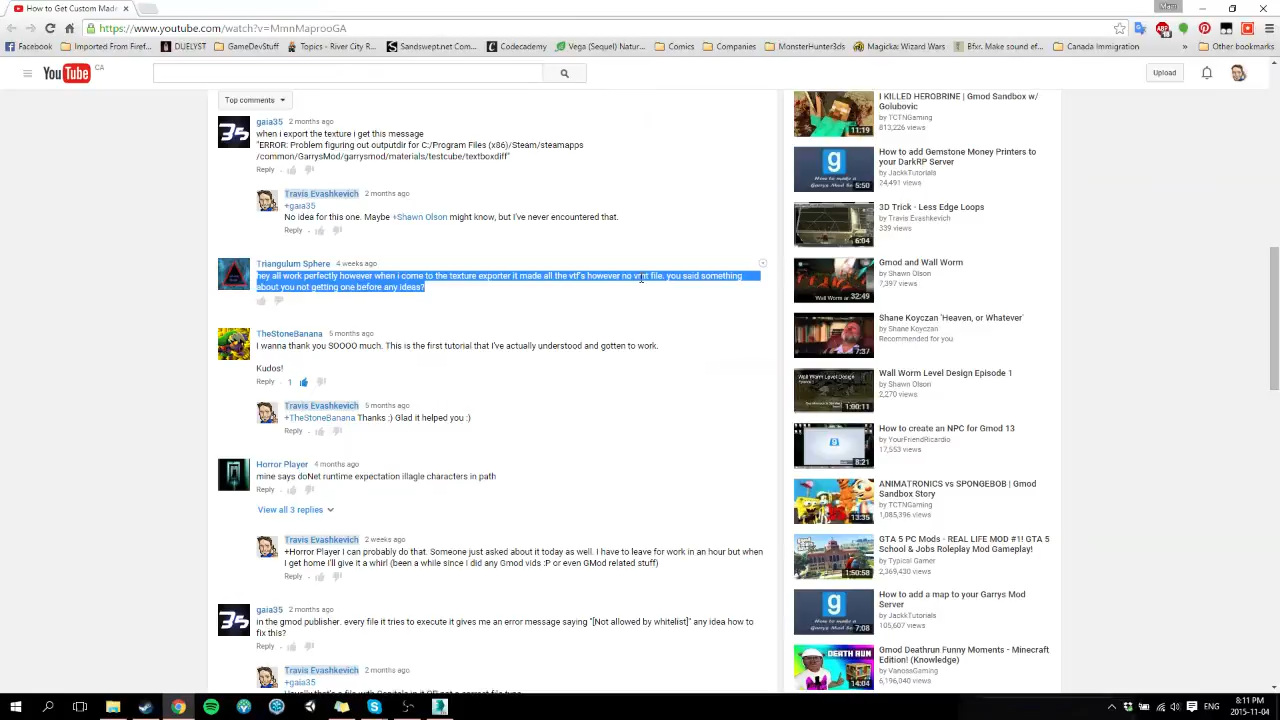 How to Get Custom Madr
Mam
https://www.youtube.com/watch?v=MmnMaprooGA
Facebook
Imported From Firef...
DUELYST
GameDevStuff
Topics - River City R...
Sandswept.net.com
Codecademy
Vega (Sequel) Natur...
Comics
Companies
MonsterHunter3ds
Magicka: Wizard Wars
Bfxr. Make sound ef...
Canada Immigration
»
Other bookmarks
YouTube CA
Upload
Top comments
gaia35 2 months ago
when i export the texture i get this message
"ERROR: Problem figuring out outputdir for C:/Program Files (x86)/Steam/steamapps
/common/GarrysMod/garrysmod/materials/testcube/textboxdiff"
Reply ·
Travis Evashkevich 2 months ago
+gaia35
No idea for this one. Maybe +Shawn Olson might know, but I've never encountered that.
Reply ·
Triangulum Sphere 4 weeks ago
hey all work perfectly however when i come to the texture exporter it made all the vtf's however no vmt file. you said something
about you not getting one before any ideas?
TheStoneBanana 5 months ago
I wanna thank you SOOOO much. This is the first tutorial that I've actually understood and gotten to work.
Kudos!
Reply · 1
Travis Evashkevich 5 months ago
+TheStoneBanana Thanks :) Glad it helped you :)
Reply ·
Horror Player 4 months ago
mine says doNet runtime expectation illagle characters in path
Reply ·
View all 3 replies
Travis Evashkevich 2 weeks ago
+Horror Player I can probably do that. Someone just asked about it today as well. I have to leave for work in an hour but when
I get home I'll give it a whirl (been a while since I did any Gmod vids :P or even GMod related stuff)
Reply ·
gaia35 2 months ago
in the gmod publisher. every file it tries to execute it gives me an error message saying "[Not allowed by whitelist]" any idea how to
fix this?
Reply ·
Travis Evashkevich 2 months ago
+gaia35
I KILLED HEROBRINE | Gmod Sandbox w/
Golubovic
by TCTNGaming
813,226 views
11:19
How to add Gemstone Money Printers to
your DarkRP Server
by JackkTutorials
24,491 views
5:50
3D Trick - Less Edge Loops
by Travis Evashkevich
339 views
6:04
Gmod and Wall Worm
by Shawn Olson
7,397 views
32:49
Shane Koyczan 'Heaven, or Whatever'
by Shane Koyczan
Recommended for you
7:37
Wall Worm Level Design Episode 1
by Shawn Olson
2,270 views
1:00:11
How to create an NPC for Gmod 13
by YourFriendRicardio
17,553 views
8:21
ANIMATRONICS vs SPONGEBOB | Gmod
Sandbox Story
by TCTNGaming
1,085,396 views
13:35
GTA 5 PC Mods - REAL LIFE MOD #1! GTA 5
School & Jobs Roleplay Mod Gameplay!
by Typical Gamer
2,369,430 views
1:50:58
How to add a map to your Garrys Mod
Server
by JackkTutorials
105,607 views
7:08
Gmod Deathrun Funny Moments - Minecraft
Edition! (Knowledge)
by VanossGaming
6,196,040 views
DEATH RUN
14:04
ENG
8:11 PM
2015-11-04